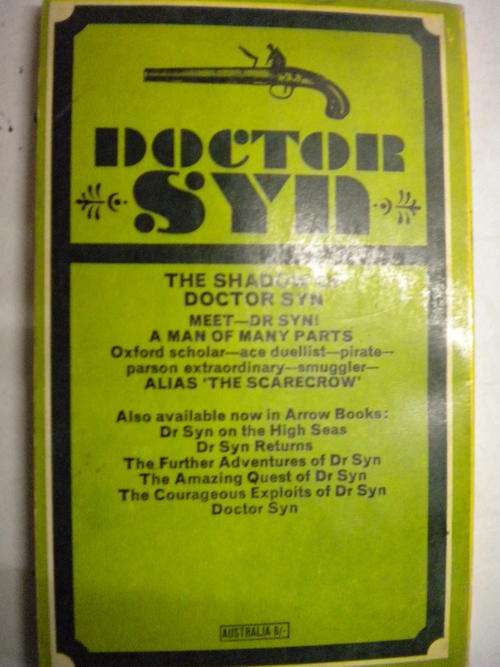 DOCTOR
SYN
THE SHADOW OF
DOCTOR SYN
MEET—DR SYN!
A MAN OF MANY PARTS
Oxford scholar—ace duellist—pirate—
parson extraordinary—smuggler—
ALIAS 'THE SCARECROW'
Also available now in Arrow Books:
Dr Syn on the High Seas
Dr Syn Returns
The Further Adventures of Dr Syn
The Amazing Quest of Dr Syn
The Courageous Exploits of Dr Syn
Doctor Syn
AUSTRALIA 8/-